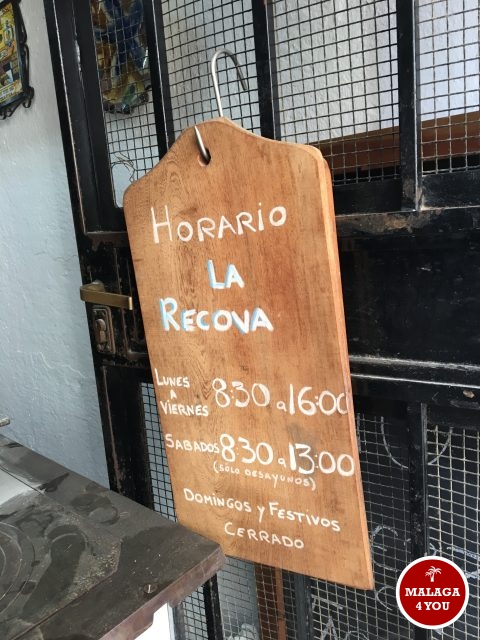 HORARIO
LA
RECOVA
LUNES
A
VIERNES
8:30 a 16:00
SABADOS 8:30 a 13:00
(SÓLO DESAYUNOS)
DOMINGOS Y FESTIVOS
CERRADO
MALAGA
4 YOU